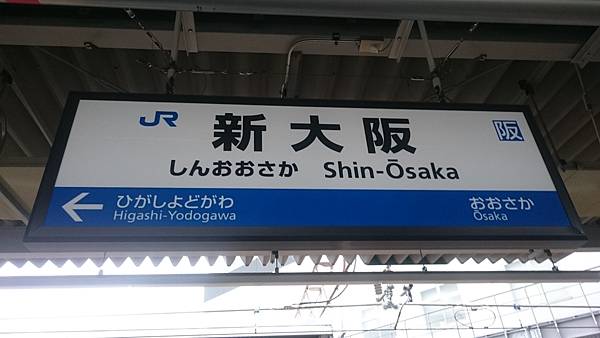 JR 新大阪 阪
しんおおさか Shin-Ōsaka
ひがしよどがわ おおさか
Higashi-Yodogawa Ōsaka